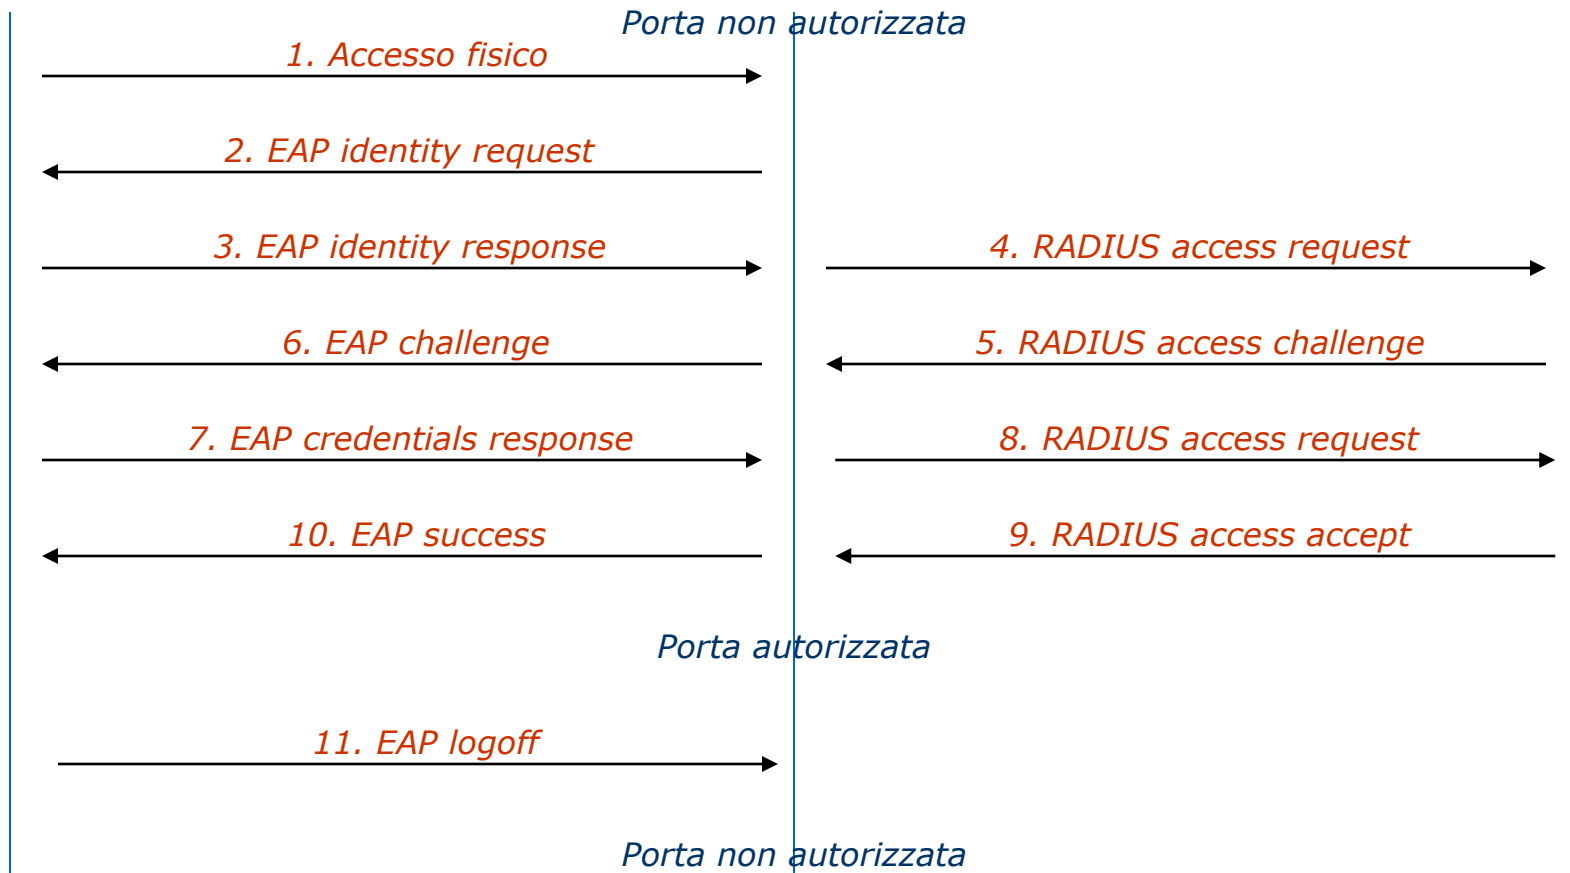 Porta non autorizzata
1. Accesso fisico
2. EAP identity request
3. EAP identity response
4. RADIUS access request
6. EAP challenge
5. RADIUS access challenge
7. EAP credentials response
8. RADIUS access request
10. EAP success
9. RADIUS access accept
Porta autorizzata
11. EAP logoff
Porta non autorizzata